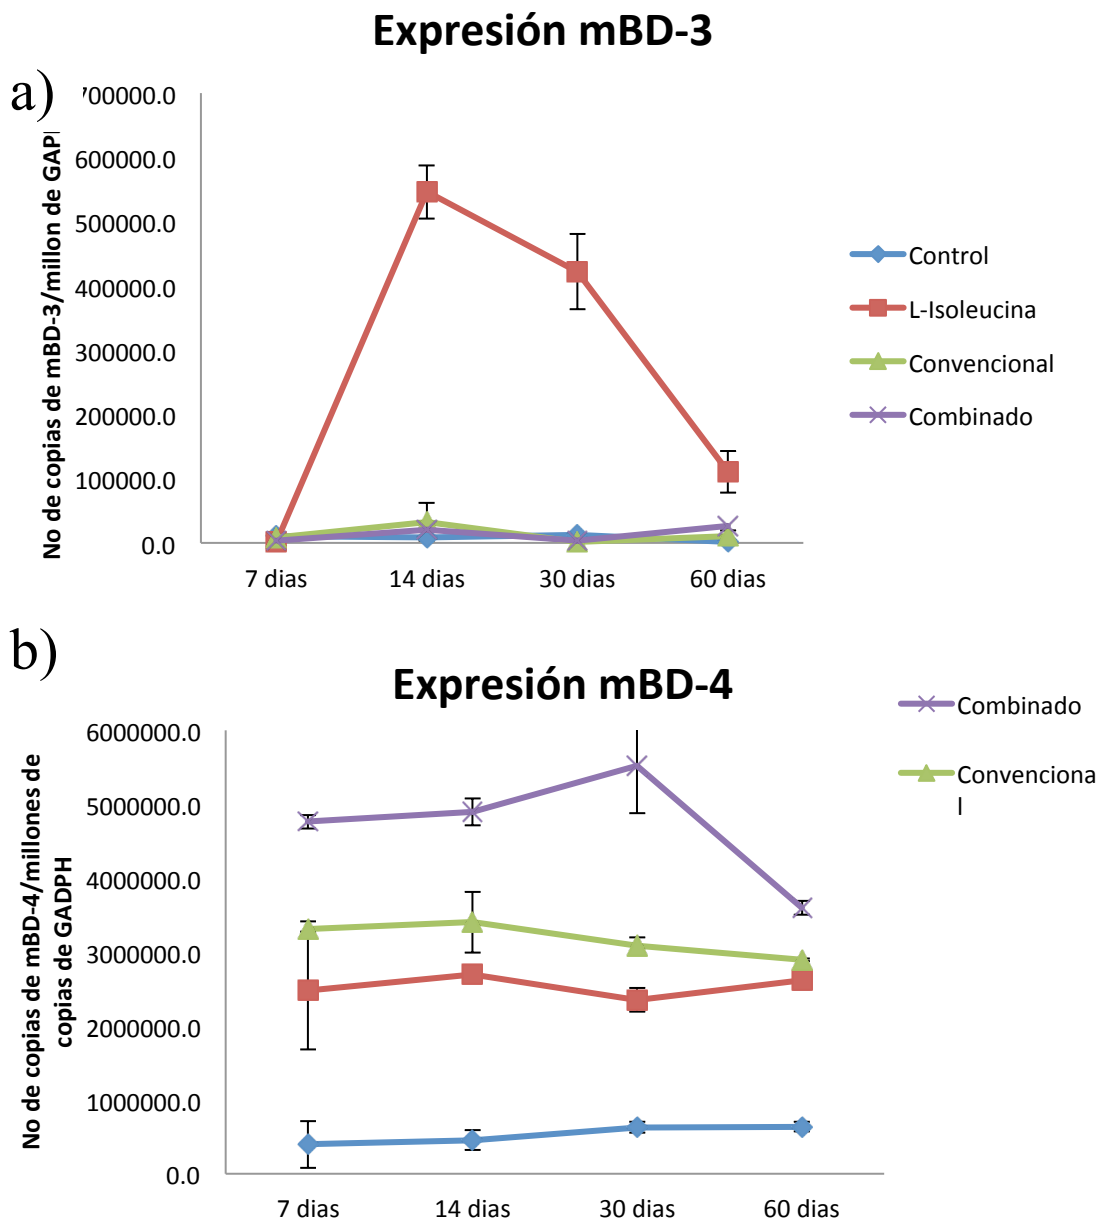 Expresión mBD-3
a)
700000.0
600000.0
500000.0
400000.0
300000.0
200000.0
100000.0
0.0
No de copias de mBD-3/millon de GAP
7 dias 14 dias 30 dias 60 dias
Control
L-Isoleucina
Convencional
Combinado
b)
Expresión mBD-4
6000000.0
5000000.0
4000000.0
3000000.0
2000000.0
1000000.0
0.0
No de copias de mBD-4/millones de
copias de GADPH
7 dias 14 dias 30 dias 60 dias
Combinado
Convenciona
l